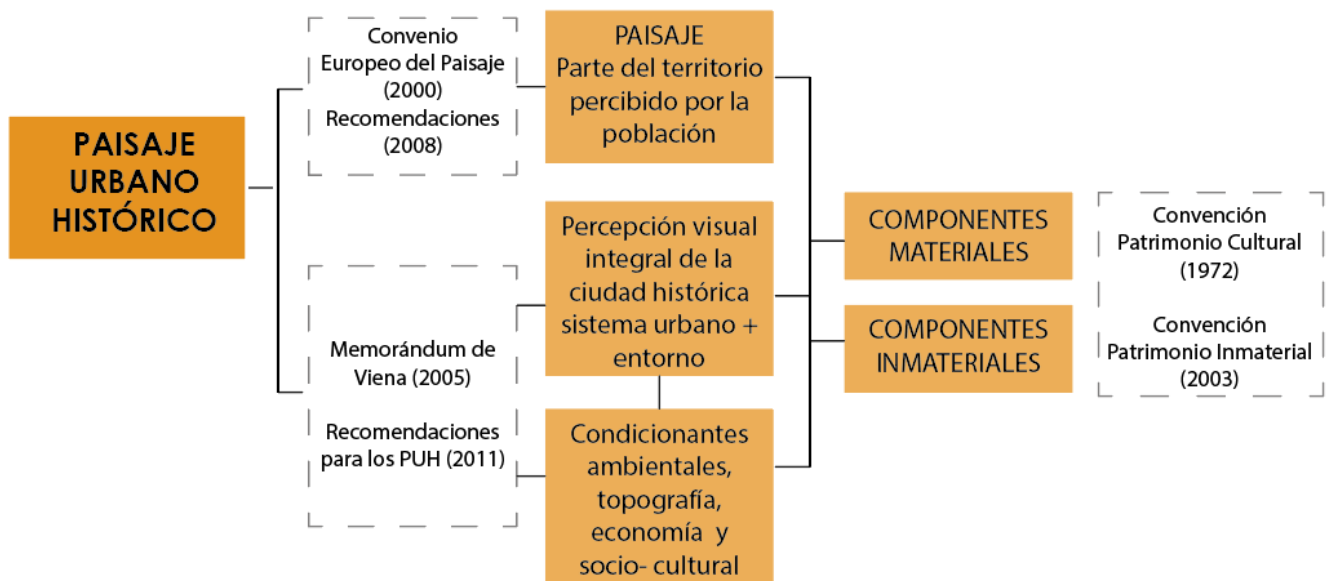 PAISAJE
URBANO
HISTÓRICO
Convenio
Europeo del Paisaje
(2000)
Recomendaciones
(2008)
PAISAJE
Parte del territorio
percibido por la
población
Memorándum de
Viena (2005)
Recomendaciones
para los PUH (2011)
Percepción visual
integral de la
ciudad histórica
sistema urbano +
entorno
Condicionantes
ambientales,
topografía,
economía y
socio- cultural
COMPONENTES
MATERIALES
COMPONENTES
INMATERIALES
Convención
Patrimonio Cultural
(1972)
Convención
Patrimonio Inmaterial
(2003)